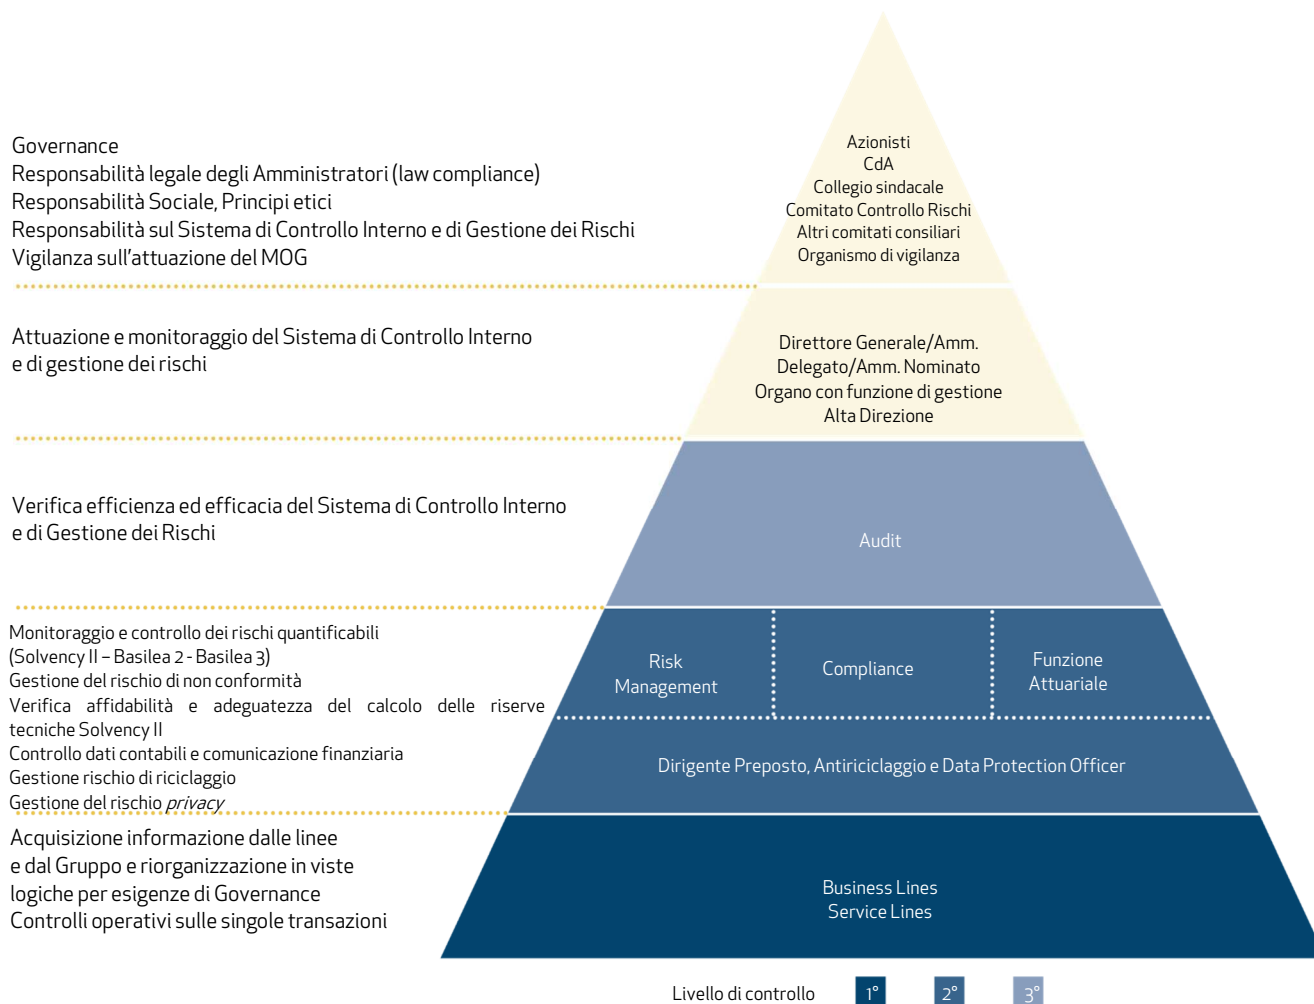 Governance
Responsabilità legale degli Amministratori (law compliance)
Responsabilità Sociale, Principi etici
Responsabilità sul Sistema di Controllo Interno e di Gestione dei Rischi
Vigilanza sull'attuazione del MOG
Azionisti
CdA
Collegio sindacale
Comitato Controllo Rischi
Altri comitati consiliari
Organismo di vigilanza
Attuazione e monitoraggio del Sistema di Controllo Interno
e di gestione dei rischi
Direttore Generale/Amm.
Delegato/Amm. Nominato
Organo con funzione di gestione
Alta Direzione
Verifica efficienza ed efficacia del Sistema di Controllo Interno
e di Gestione dei Rischi
Audit
Monitoraggio e controllo dei rischi quantificabili
(Solvency II – Basilea 2 - Basilea 3)
Gestione del rischio di non conformità
Verifica affidabilità e adeguatezza del calcolo delle riserve
tecniche Solvency II
Controllo dati contabili e comunicazione finanziaria
Gestione rischio di riciclaggio
Gestione del rischio privacy
Risk
Management
Compliance
Funzione
Attuariale
Dirigente Preposto, Antiriciclaggio e Data Protection Officer
Acquisizione informazione dalle linee
e dal Gruppo e riorganizzazione in viste
logiche per esigenze di Governance
Controlli operativi sulle singole transazioni
Business Lines
Service Lines
Livello di controllo 1° 2° 3°